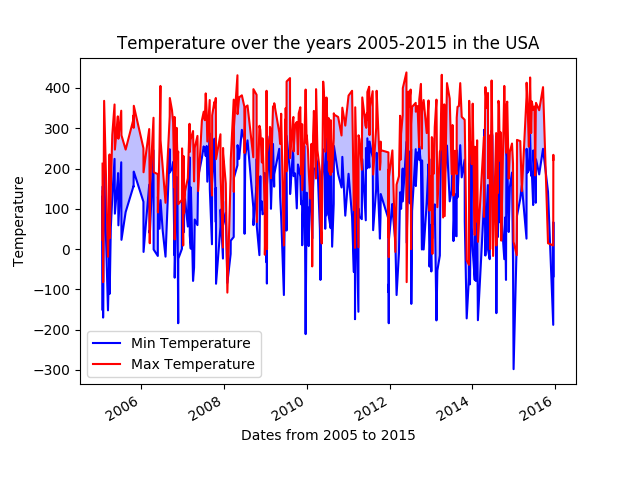 Temperature over the years 2005-2015 in the USA
Temperature
400
300
200
100
0
−100
−200
−300
Min Temperature
Max Temperature
2006
2008
2010
2012
2014
2016
Dates from 2005 to 2015